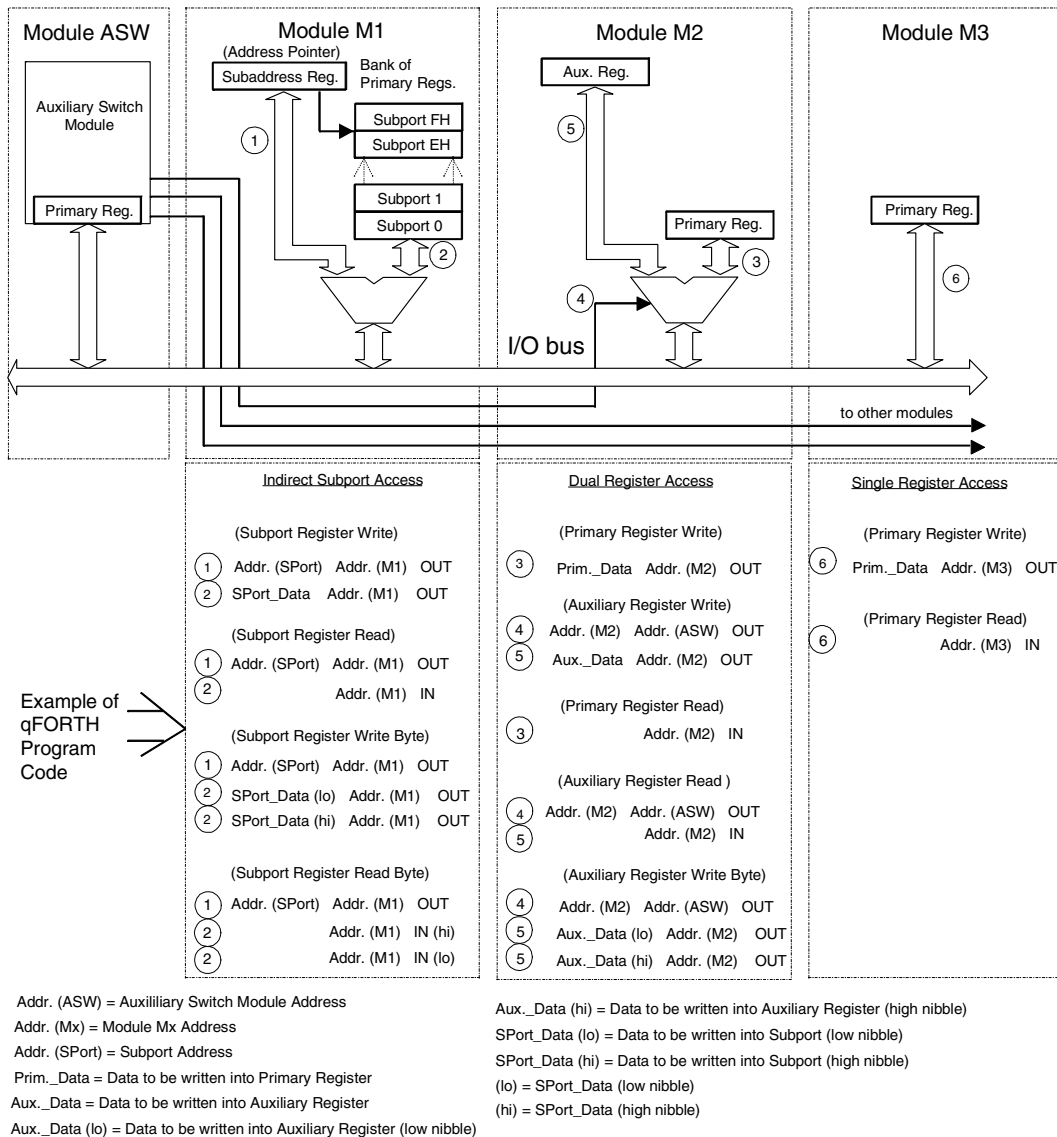 Module ASW
Auxiliary Switch
Module
Primary Reg.
Module M1
(Address Pointer)
Subaddress Reg.
Bank of
Primary Regs.
Subport FH
Subport EH
Subport 1
Subport 0
1
2
Module M2
Aux. Reg.
5
Primary Reg.
3
4
Module M3
Primary Reg.
6
I/O bus
to other modules
Example of
qFORTH
Program
Code
Indirect Subport Access
(Subport Register Write)
1 Addr. (SPort) Addr. (M1) OUT
2 SPort_Data Addr. (M1) OUT
(Subport Register Read)
1 Addr. (SPort) Addr. (M1) OUT
2 Addr. (M1) IN
(Subport Register Write Byte)
1 Addr. (SPort) Addr. (M1) OUT
2 SPort_Data (lo) Addr. (M1) OUT
2 SPort_Data (hi) Addr. (M1) OUT
(Subport Register Read Byte)
1 Addr. (SPort) Addr. (M1) OUT
2 Addr. (M1) IN (hi)
2 Addr. (M1) IN (lo)
Dual Register Access
(Primary Register Write)
3 Prim._Data Addr. (M2) OUT
(Auxiliary Register Write)
4 Addr. (M2) Addr. (ASW) OUT
5 Aux._Data Addr. (M2) OUT
(Primary Register Read)
3 Addr. (M2) IN
(Auxiliary Register Read )
4 Addr. (M2) Addr. (ASW) OUT
5 Addr. (M2) IN
(Auxiliary Register Write Byte)
4 Addr. (M2) Addr. (ASW) OUT
5 Aux._Data (lo) Addr. (M2) OUT
5 Aux._Data (hi) Addr. (M2) OUT
Single Register Access
(Primary Register Write)
6 Prim._Data Addr. (M3) OUT
(Primary Register Read)
6 Addr. (M3) IN
Addr. (ASW) = Auxililiary Switch Module Address
Addr. (Mx) = Module Mx Address
Addr. (SPort) = Subport Address
Prim._Data = Data to be written into Primary Register
Aux._Data = Data to be written into Auxiliary Register
Aux._Data (lo) = Data to be written into Auxiliary Register (low nibble)
Aux._Data (hi) = Data to be written into Auxiliary Register (high nibble)
SPort_Data (lo) = Data to be written into Subport (low nibble)
SPort_Data (hi) = Data to be written into Subport (high nibble)
(lo) = SPort_Data (low nibble)
(hi) = SPort_Data (high nibble)